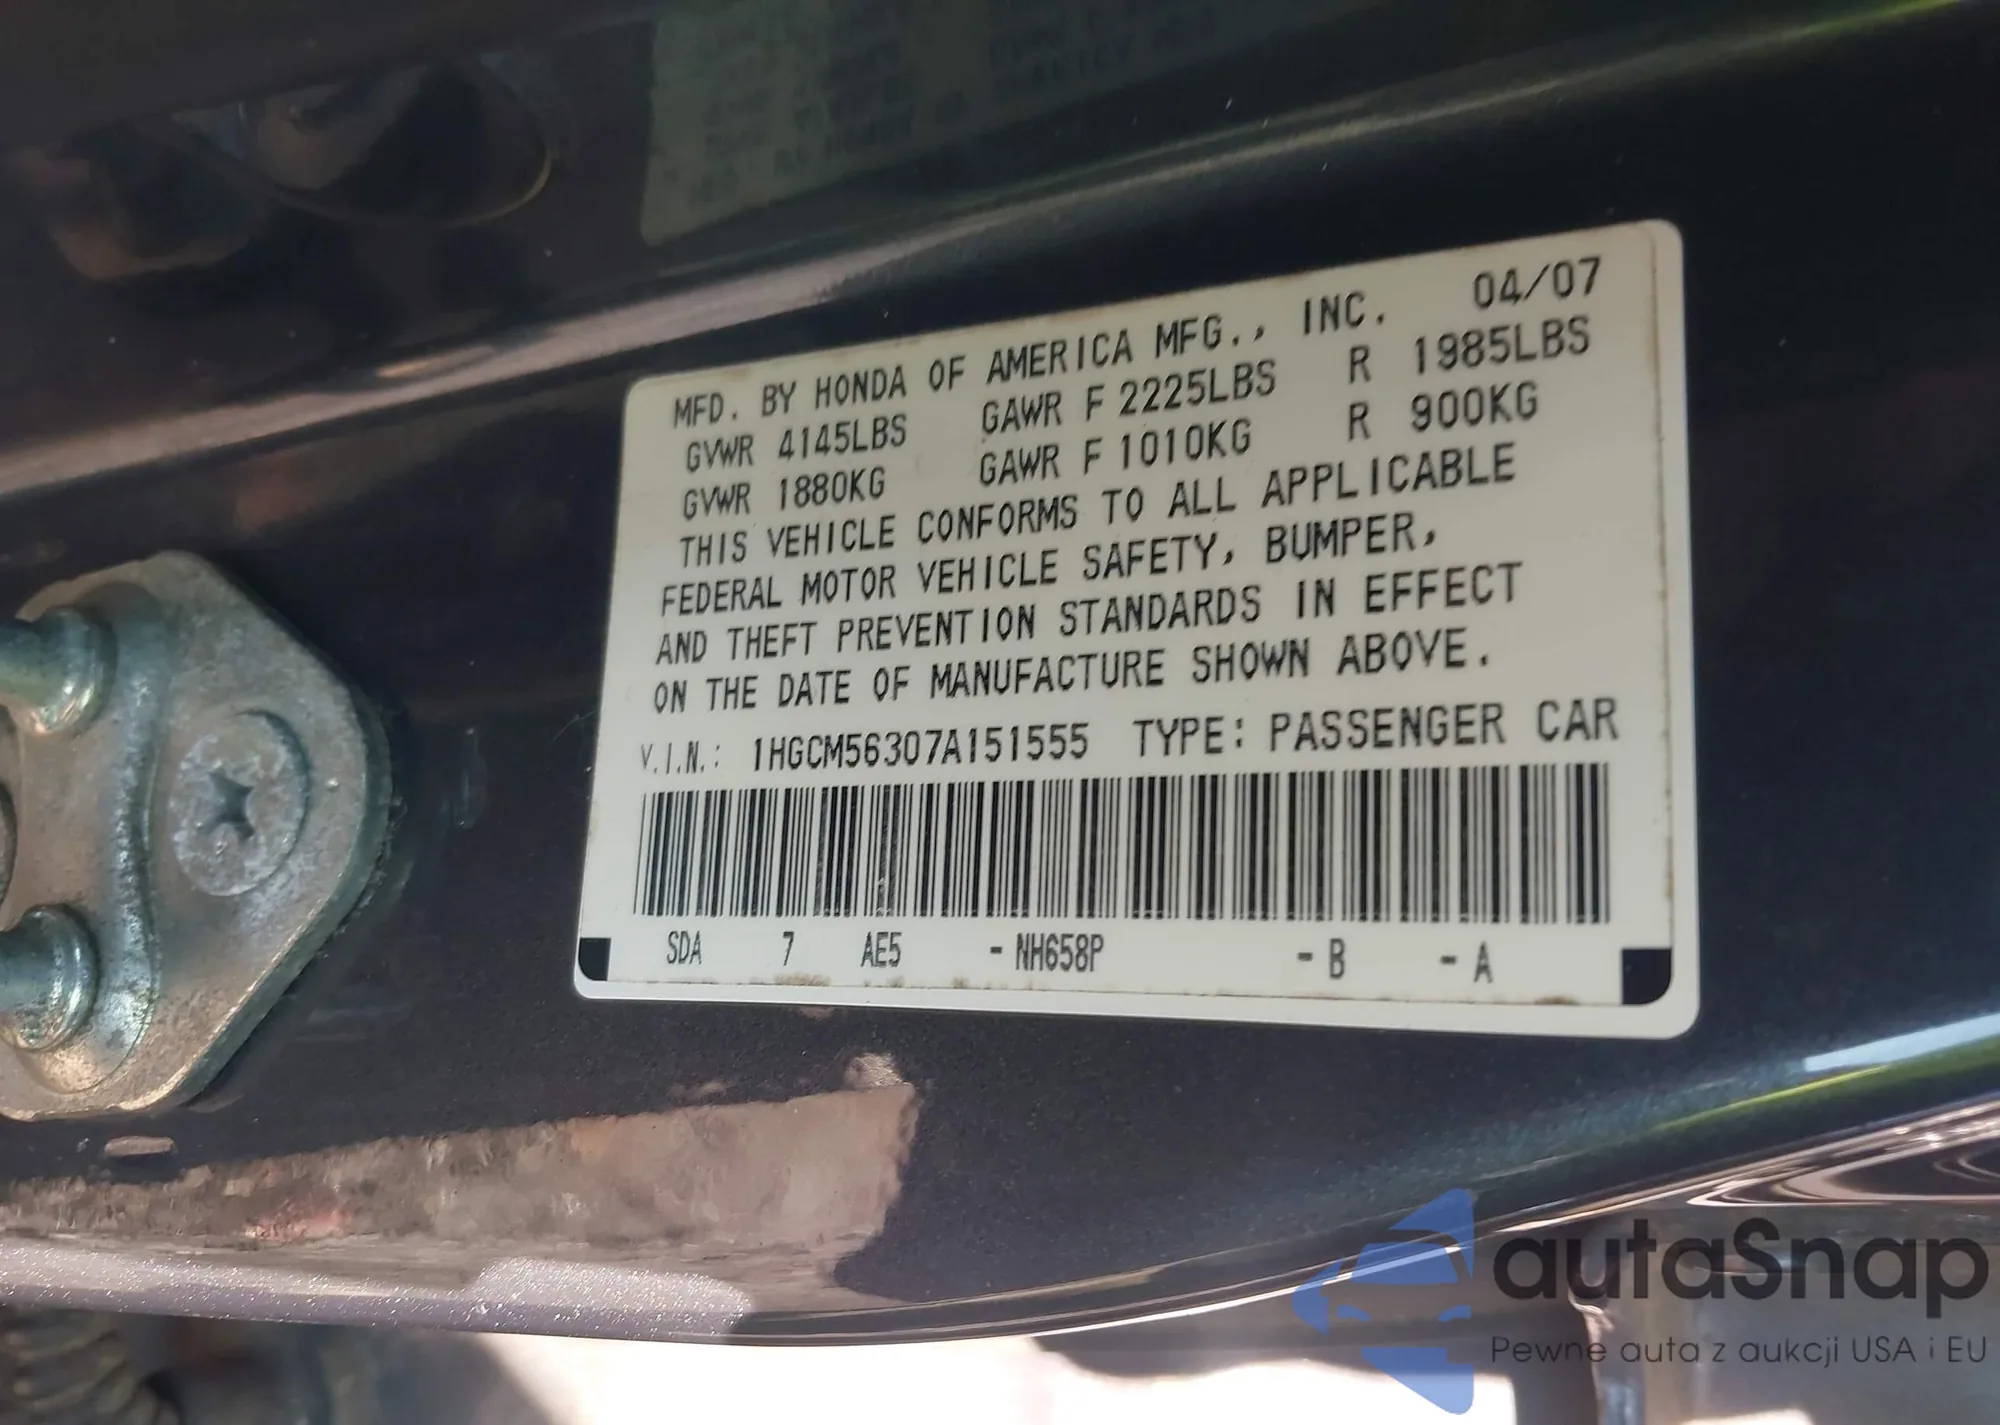 MFD. BY HONDA OF AMERICA MFG., INC. 04/07
GVWR 4145LBS GAWR F 2225LBS R 1985LBS
GVWR 1880KG GAWR F 1010KG R 900KG
THIS VEHICLE CONFORMS TO ALL APPLICABLE
FEDERAL MOTOR VEHICLE SAFETY, BUMPER,
AND THEFT PREVENTION STANDARDS IN EFFECT
ON THE DATE OF MANUFACTURE SHOWN ABOVE.
V.I.N.: 1HGCM56307A151555 TYPE: PASSENGER CAR
SDA 7 AE5 - NH658P - B - A
autaSnap
Pewne auta z aukcji USA i EU